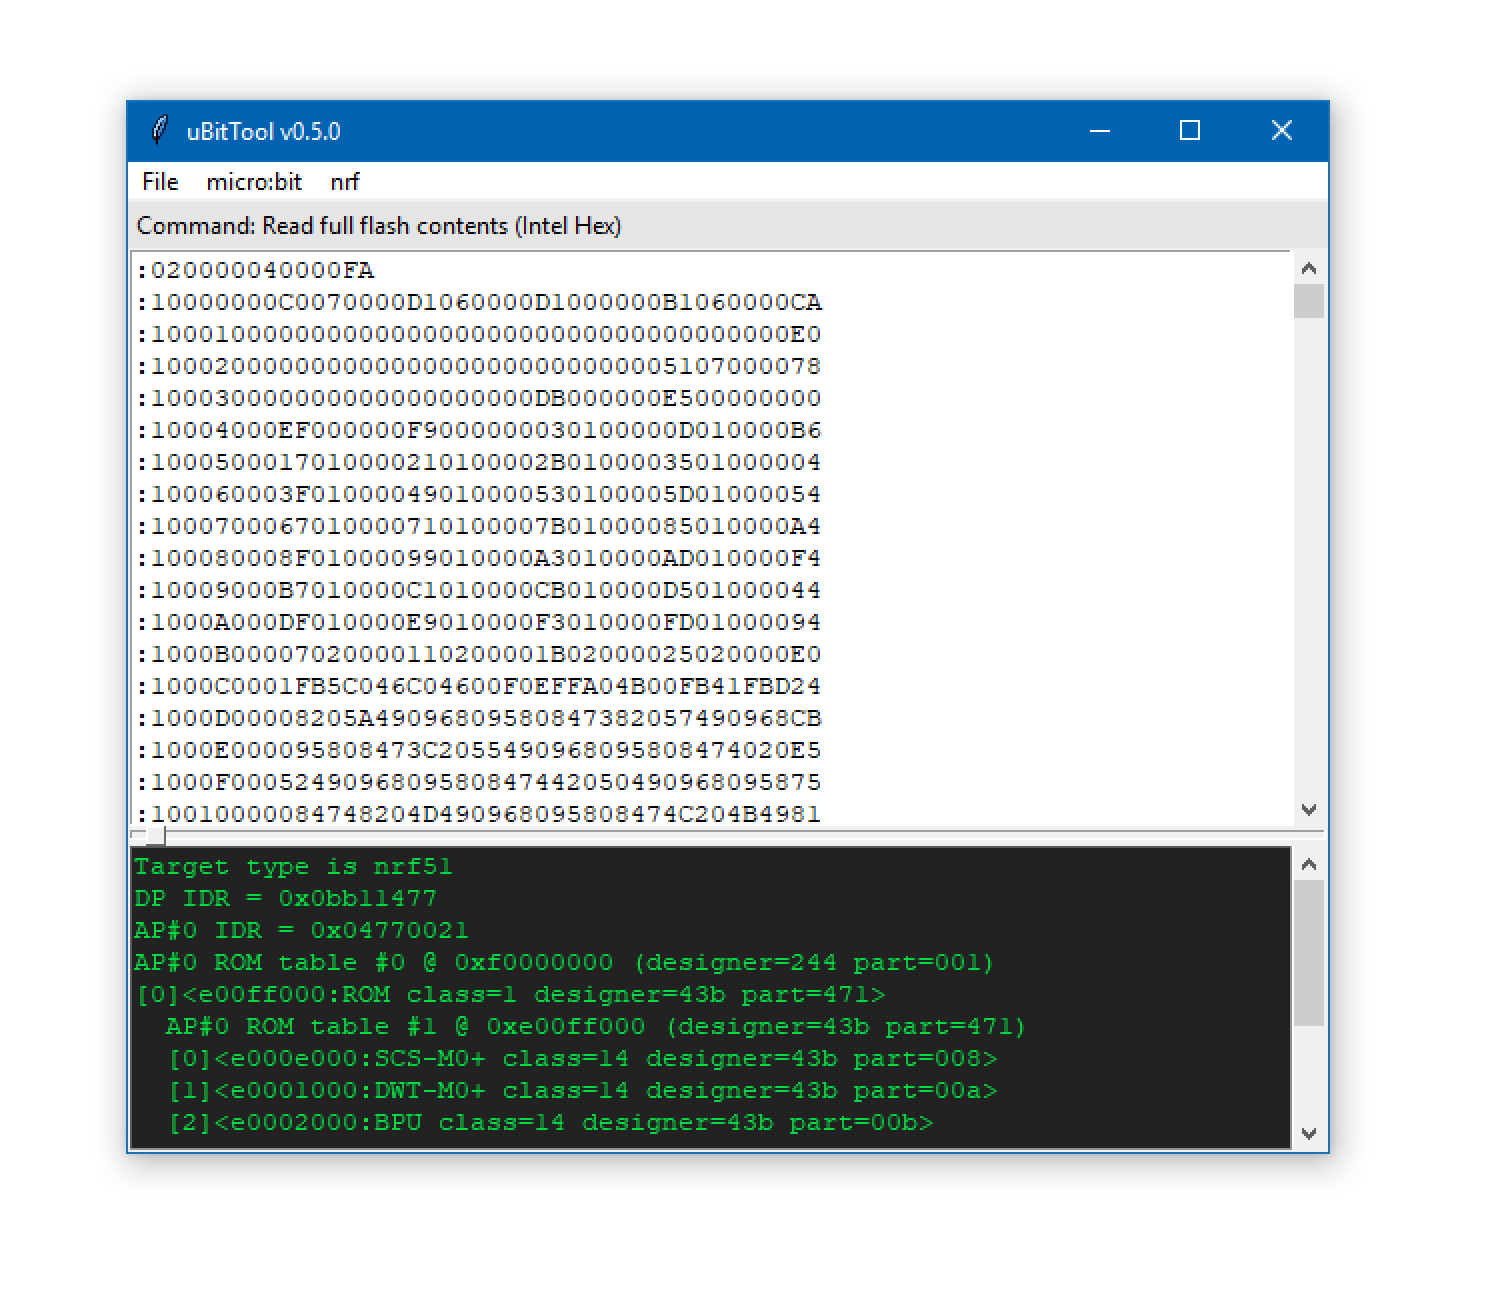 uBitTool v0.5.0
File micro:bit nrf
Command: Read full flash contents (Intel Hex)
:020000040000FA
:10000000C0070000D1060000D1000000B1060000CA
:1000100000000000000000000000000000000000E0
:100020000000000000000000000000005107000078
:100030000000000000000000DB000000E500000000
:10004000EF000000F9000000030100000D010000B6
:1000500017010000210100002B0100003501000004
:100060003F01000049010000530100005D01000054
:1000700067010000710100007B01000085010000A4
:100080008F01000099010000A3010000AD010000F4
:10009000B7010000C1010000CB010000D501000044
:1000A000DF010000E9010000F3010000FD01000094
:1000B00007020000110200001B02000025020000E0
:1000C0001FB5C046C04600F0EFFA04B00FB41FBD24
:1000D00008205A49096809580847382057490968CB
:1000E000095808473C2055490968095808474020E5
:1000F0005249096809580847442050490968095875
:10010000084748204D490968095808474C204B4981
Target type is nrf51
DP IDR = 0x0bb11477
AP#0 IDR = 0x04770021
AP#0 ROM table #0 @ 0xf0000000 (designer=244 part=001)
[0]<e00ff000:ROM class=1 designer=43b part=471>
AP#0 ROM table #1 @ 0xe00ff000 (designer=43b part=471)
[0]<e000e000:SCS-M0+ class=14 designer=43b part=008>
[1]<e0001000:DWT-M0+ class=14 designer=43b part=00a>
[2]<e0002000:BPU class=14 designer=43b part=00b>